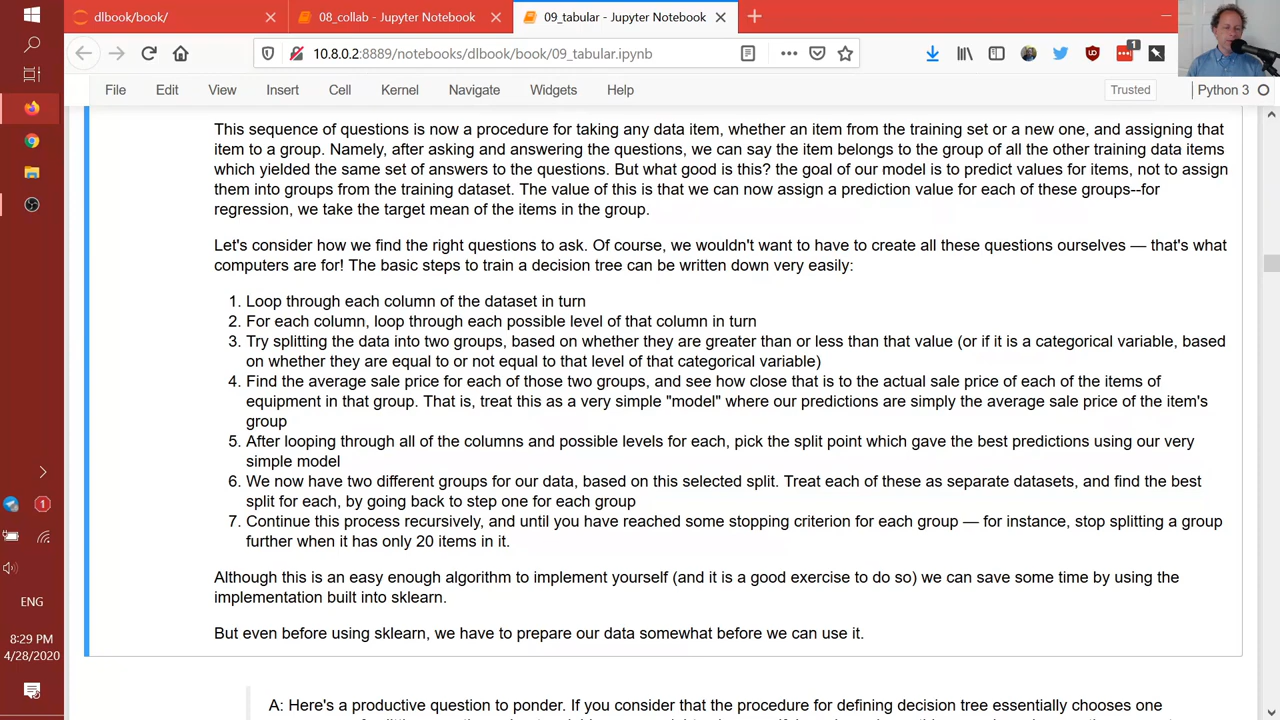 dlbook/book/
08_collab - Jupyter Notebook
09_tabular - Jupyter Notebook
10.8.0.2:8889/notebooks/dlbook/book/09_tabular.ipynb
1
File Edit View Insert Cell Kernel Navigate Widgets Help
Trusted
Python 3
This sequence of questions is now a procedure for taking any data item, whether an item from the training set or a new one, and assigning that
item to a group. Namely, after asking and answering the questions, we can say the item belongs to the group of all the other training data items
which yielded the same set of answers to the questions. But what good is this? the goal of our model is to predict values for items, not to assign
them into groups from the training dataset. The value of this is that we can now assign a prediction value for each of these groups--for
regression, we take the target mean of the items in the group.
Let's consider how we find the right questions to ask. Of course, we wouldn't want to have to create all these questions ourselves — that's what
computers are for! The basic steps to train a decision tree can be written down very easily:
1. Loop through each column of the dataset in turn
2. For each column, loop through each possible level of that column in turn
3. Try splitting the data into two groups, based on whether they are greater than or less than that value (or if it is a categorical variable, based
on whether they are equal to or not equal to that level of that categorical variable)
4. Find the average sale price for each of those two groups, and see how close that is to the actual sale price of each of the items of
equipment in that group. That is, treat this as a very simple "model" where our predictions are simply the average sale price of the item's
group
5. After looping through all of the columns and possible levels for each, pick the split point which gave the best predictions using our very
simple model
6. We now have two different groups for our data, based on this selected split. Treat each of these as separate datasets, and find the best
split for each, by going back to step one for each group
7. Continue this process recursively, and until you have reached some stopping criterion for each group — for instance, stop splitting a group
further when it has only 20 items in it.
Although this is an easy enough algorithm to implement yourself (and it is a good exercise to do so) we can save some time by using the
implementation built into sklearn.
But even before using sklearn, we have to prepare our data somewhat before we can use it.
A: Here's a productive question to ponder. If you consider that the procedure for defining decision tree essentially chooses one
1
ENG
8:29 PM
4/28/2020